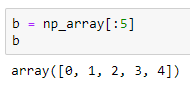 b = np_array[:5]
b
array([0, 1, 2, 3, 4])